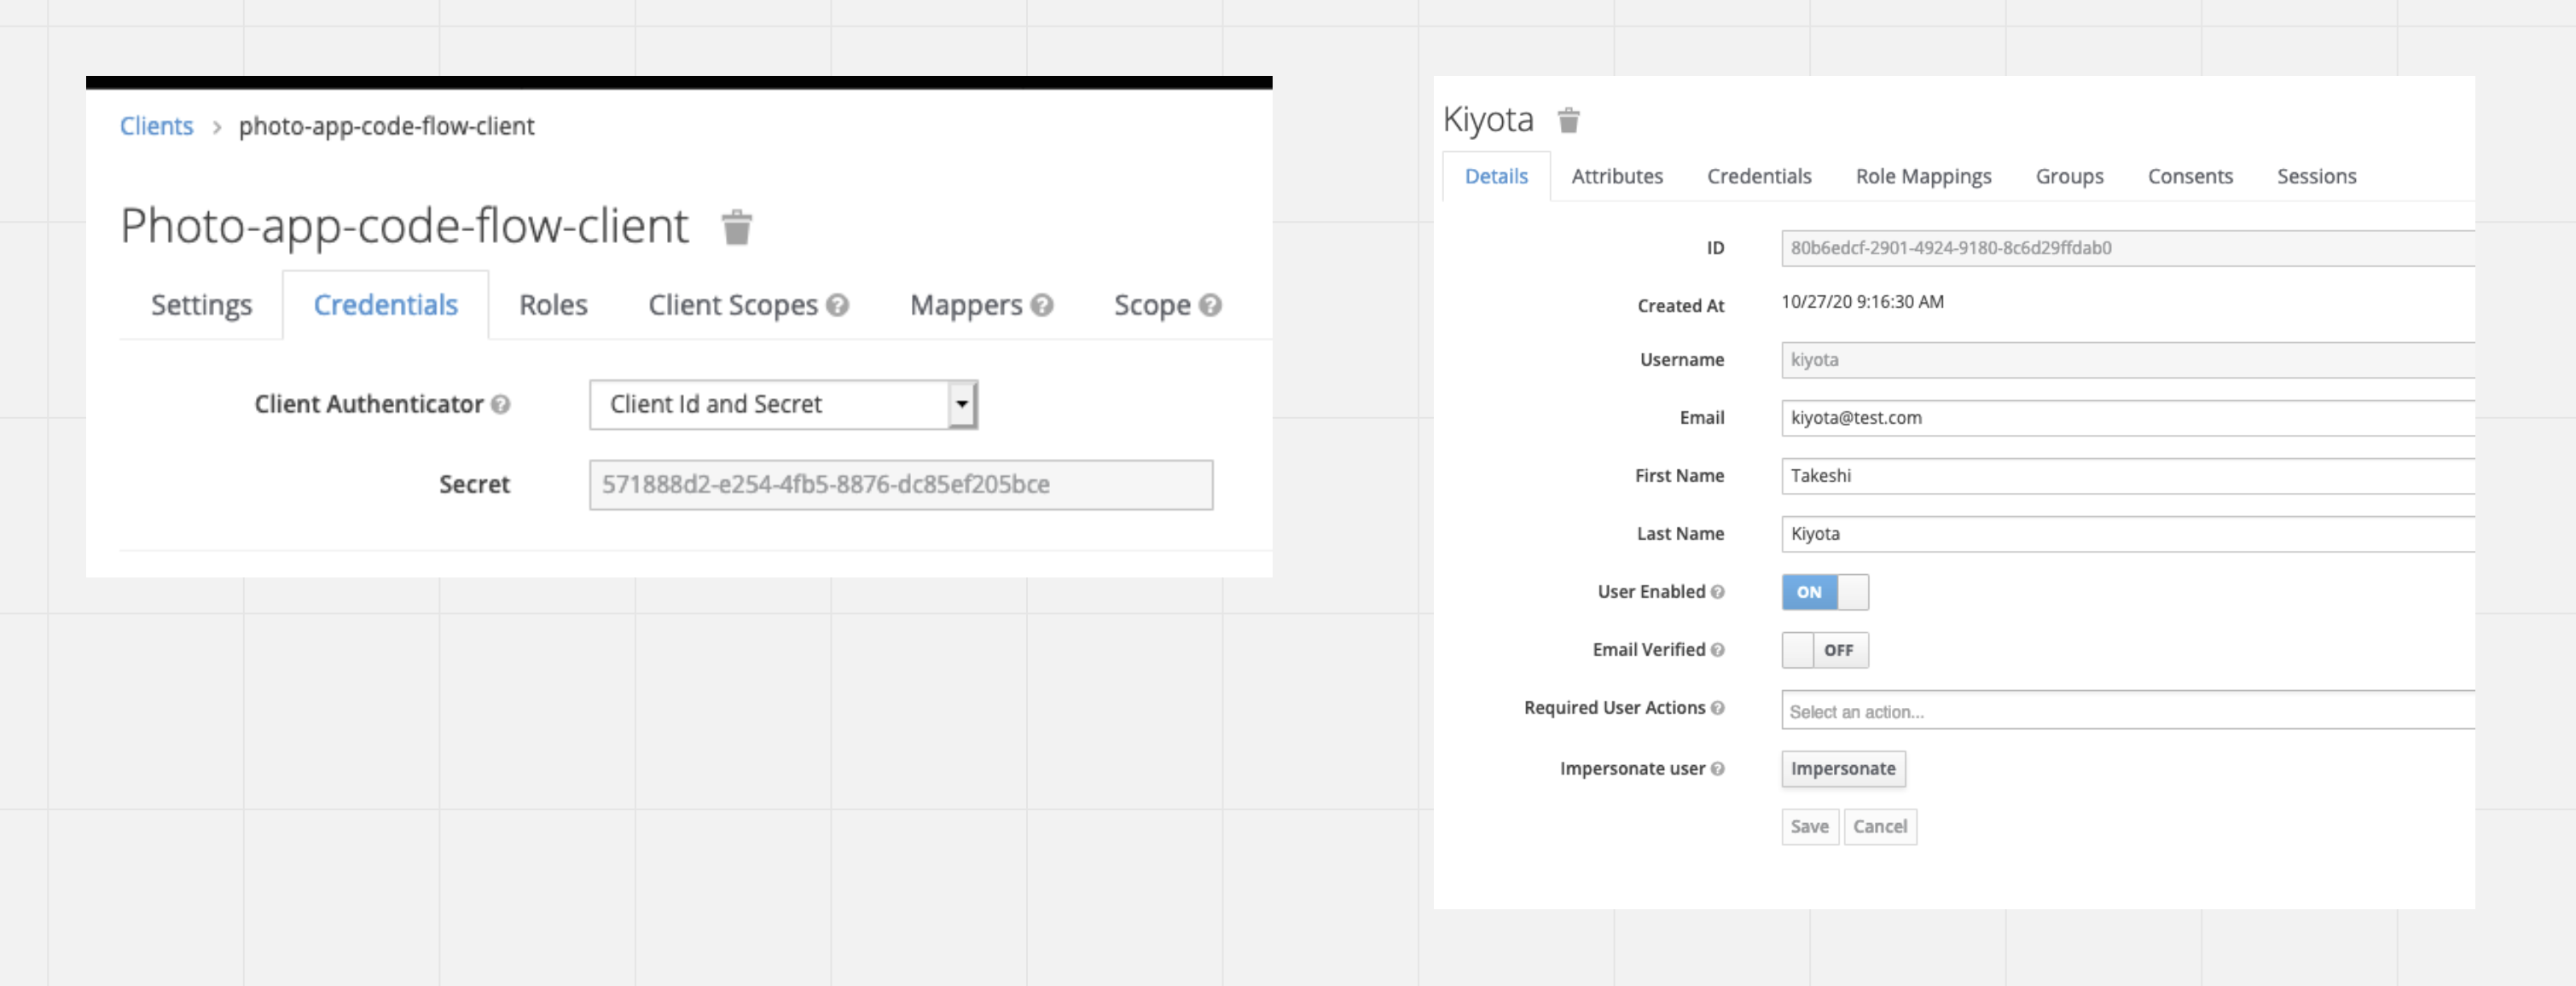 Clients > photo-app-code-flow-client
Photo-app-code-flow-client
Settings Credentials Roles Client Scopes Mappers Scope
Client Authenticator Client Id and Secret
Secret 571888d2-e254-4fb5-8876-dc85ef205bce
Kiyota
Details Attributes Credentials Role Mappings Groups Consents Sessions
ID 80b6edcf-2901-4924-9180-8c6d29ffdab0
Created At 10/27/20 9:16:30 AM
Username kiyota
Email kiyota@test.com
First Name Takeshi
Last Name Kiyota
User Enabled ON
Email Verified OFF
Required User Actions Select an action...
Impersonate user Impersonate
Save Cancel